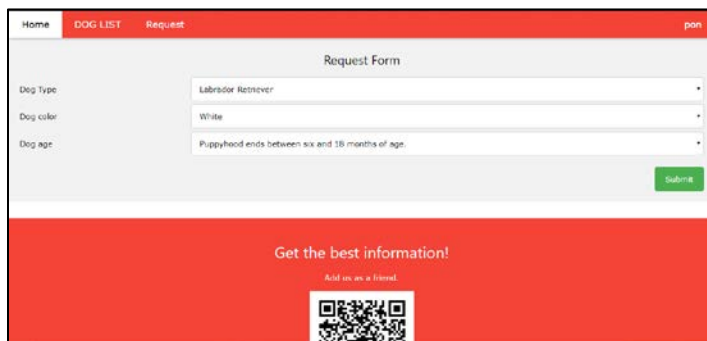 Home DOG LIST Request pon
Request Form
Dog Type Labrador Retriever
Dog color White
Dog age Puppyhood ends between six and 18 months of age.
Submit
Get the best information!
Add us as a friend.